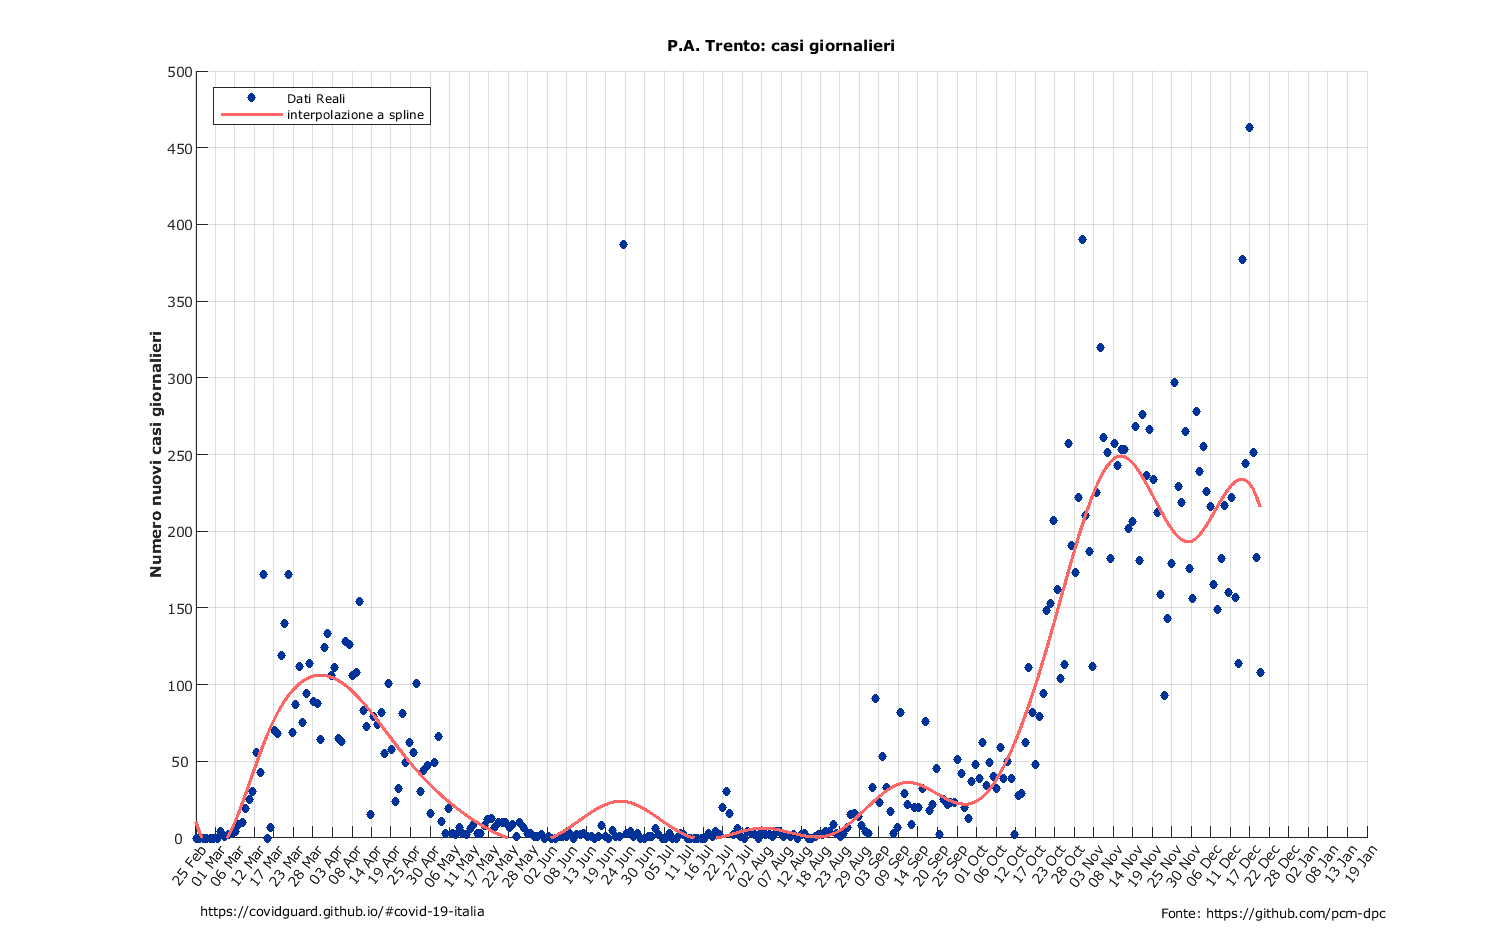 P.A. Trento: casi giornalieri
Dati Reali
interpolazione a spline
Numero nuovi casi giornalieri
500
450
400
350
300
250
200
150
100
50
0
25 Feb
01 Mar
06 Mar
12 Mar
17 Mar
23 Mar
28 Mar
03 Apr
08 Apr
14 Apr
19 Apr
25 Apr
30 Apr
06 May
11 May
17 May
22 May
28 May
02 Jun
08 Jun
13 Jun
19 Jun
24 Jun
30 Jun
05 Jul
11 Jul
16 Jul
22 Jul
27 Jul
02 Aug
07 Aug
12 Aug
18 Aug
23 Aug
29 Aug
03 Sep
09 Sep
14 Sep
20 Sep
25 Sep
01 Oct
06 Oct
12 Oct
17 Oct
23 Oct
28 Oct
03 Nov
08 Nov
14 Nov
19 Nov
25 Nov
30 Nov
06 Dec
11 Dec
17 Dec
22 Dec
28 Dec
02 Jan
08 Jan
13 Jan
19 Jan
https://covidguard.github.io/#covid-19-italia
Fonte: https://github.com/pcm-dpc